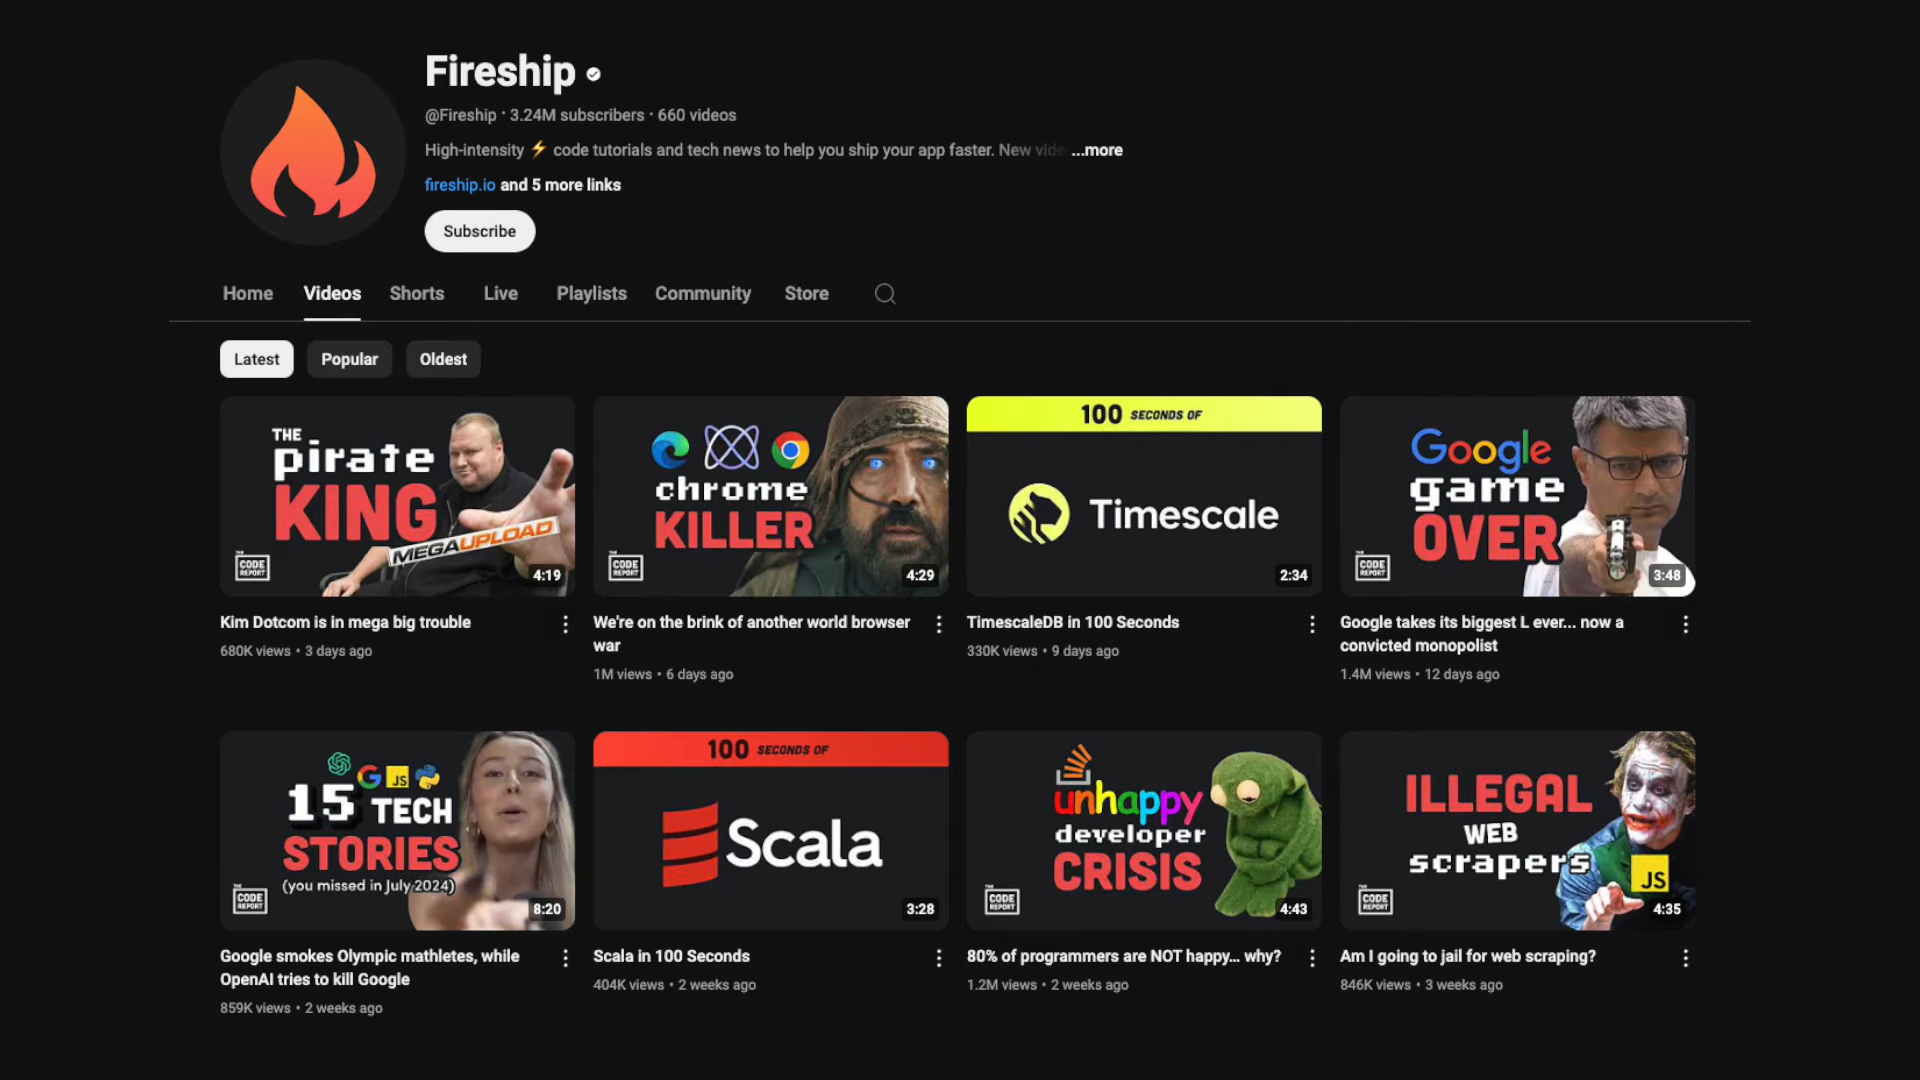 Fireship
@Fireship · 3.24M subscribers · 660 videos
High-intensity ⚡ code tutorials and tech news to help you ship your app faster. New vide ...more
fireship.io and 5 more links
Subscribe
Home Videos Shorts Live Playlists Community Store
Latest Popular Oldest
THE
pirate
KING
MEGAUPLOAD
THE
CODE
REPORT
4:19
chrome
KILLER
THE
CODE
REPORT
4:29
100 SECONDS OF
Timescale
2:34
Google
game
OVER
THE
CODE
REPORT
3:48
Kim Dotcom is in mega big trouble
680K views • 3 days ago
We're on the brink of another world browser
war
1M views • 6 days ago
TimescaleDB in 100 Seconds
330K views • 9 days ago
Google takes its biggest L ever... now a
convicted monopolist
1.4M views • 12 days ago
JS
15 TECH
STORIES
(you missed in July 2024)
THE
CODE
REPORT
8:20
100 SECONDS OF
Scala
3:28
unhappy
developer
CRISIS
THE
CODE
REPORT
4:43
ILLEGAL
WEB
scrapers
JS
THE
CODE
REPORT
4:35
Google smokes Olympic mathletes, while
OpenAI tries to kill Google
859K views • 2 weeks ago
Scala in 100 Seconds
404K views • 2 weeks ago
80% of programmers are NOT happy... why?
1.2M views • 2 weeks ago
Am I going to jail for web scraping?
846K views • 3 weeks ago